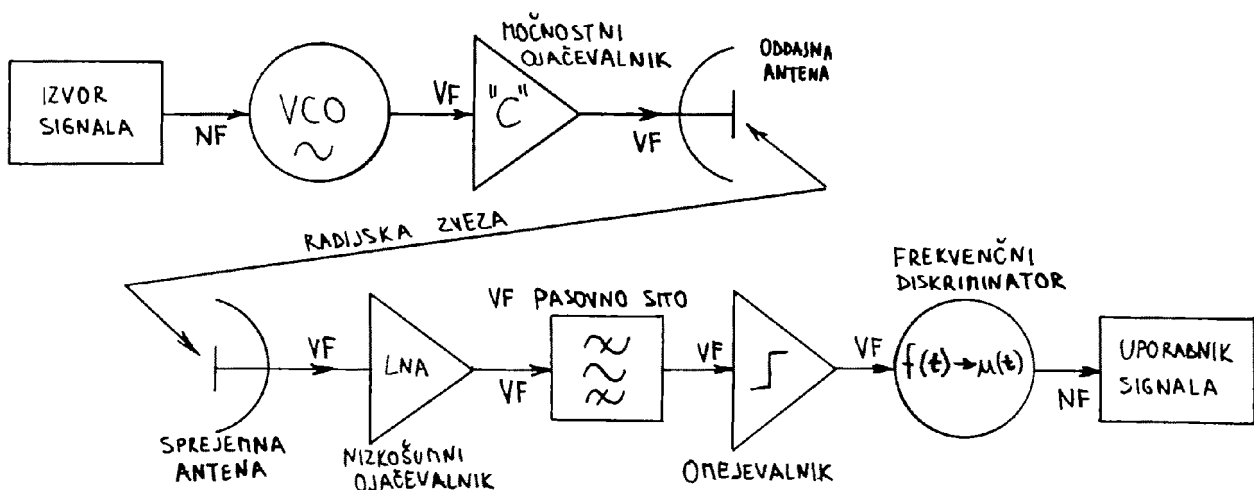 IZVOR
SIGNALA
NF
VCO
VF
MOČNOSTNI
OJAČEVALNIK
"C"
VF
ODDAJNA
ANTENA
RADIJSKA ZVEZA
SPREJEMNA
ANTENA
VF
LNA
NIZKOŠUMNI
OJAČEVALNIK
VF
VF PASOVNO SITO
VF
OMEJEVALNIK
VF
FREKVENČNI
DISKRIMINATOR
f(t)→u(t)
NF
UPORABNIK
SIGNALA